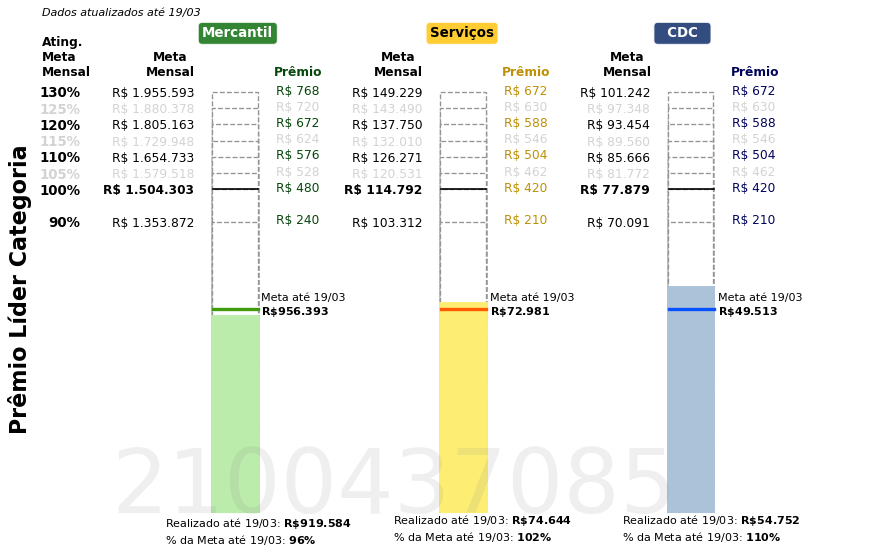 Dados atualizados até 19/03
Mercantil Serviços CDC
Ating. Meta Mensal
Meta Mensal Prêmio Meta Mensal Prêmio Meta Mensal Prêmio
130% R$ 1.955.593 R$ 768 R$ 149.229 R$ 672 R$ 101.242 R$ 672
125% R$ 1.880.378 R$ 720 R$ 143.490 R$ 630 R$ 97.348 R$ 630
120% R$ 1.805.163 R$ 672 R$ 137.750 R$ 588 R$ 93.454 R$ 588
115% R$ 1.729.948 R$ 624 R$ 132.010 R$ 546 R$ 89.560 R$ 546
110% R$ 1.654.733 R$ 576 R$ 126.271 R$ 504 R$ 85.666 R$ 504
105% R$ 1.579.518 R$ 528 R$ 120.531 R$ 462 R$ 81.772 R$ 462
100% R$ 1.504.303 R$ 480 R$ 114.792 R$ 420 R$ 77.879 R$ 420
90% R$ 1.353.872 R$ 240 R$ 103.312 R$ 210 R$ 70.091 R$ 210
Prêmio Líder Categoria
Meta até 19/03 Meta até 19/03 Meta até 19/03
R$956.393 R$72.981 R$49.513
2100437085
Realizado até 19/03: R$919.584 Realizado até 19/03: R$74.644 Realizado até 19/03: R$54.752
% da Meta até 19/03: 96% % da Meta até 19/03: 102% % da Meta até 19/03: 110%